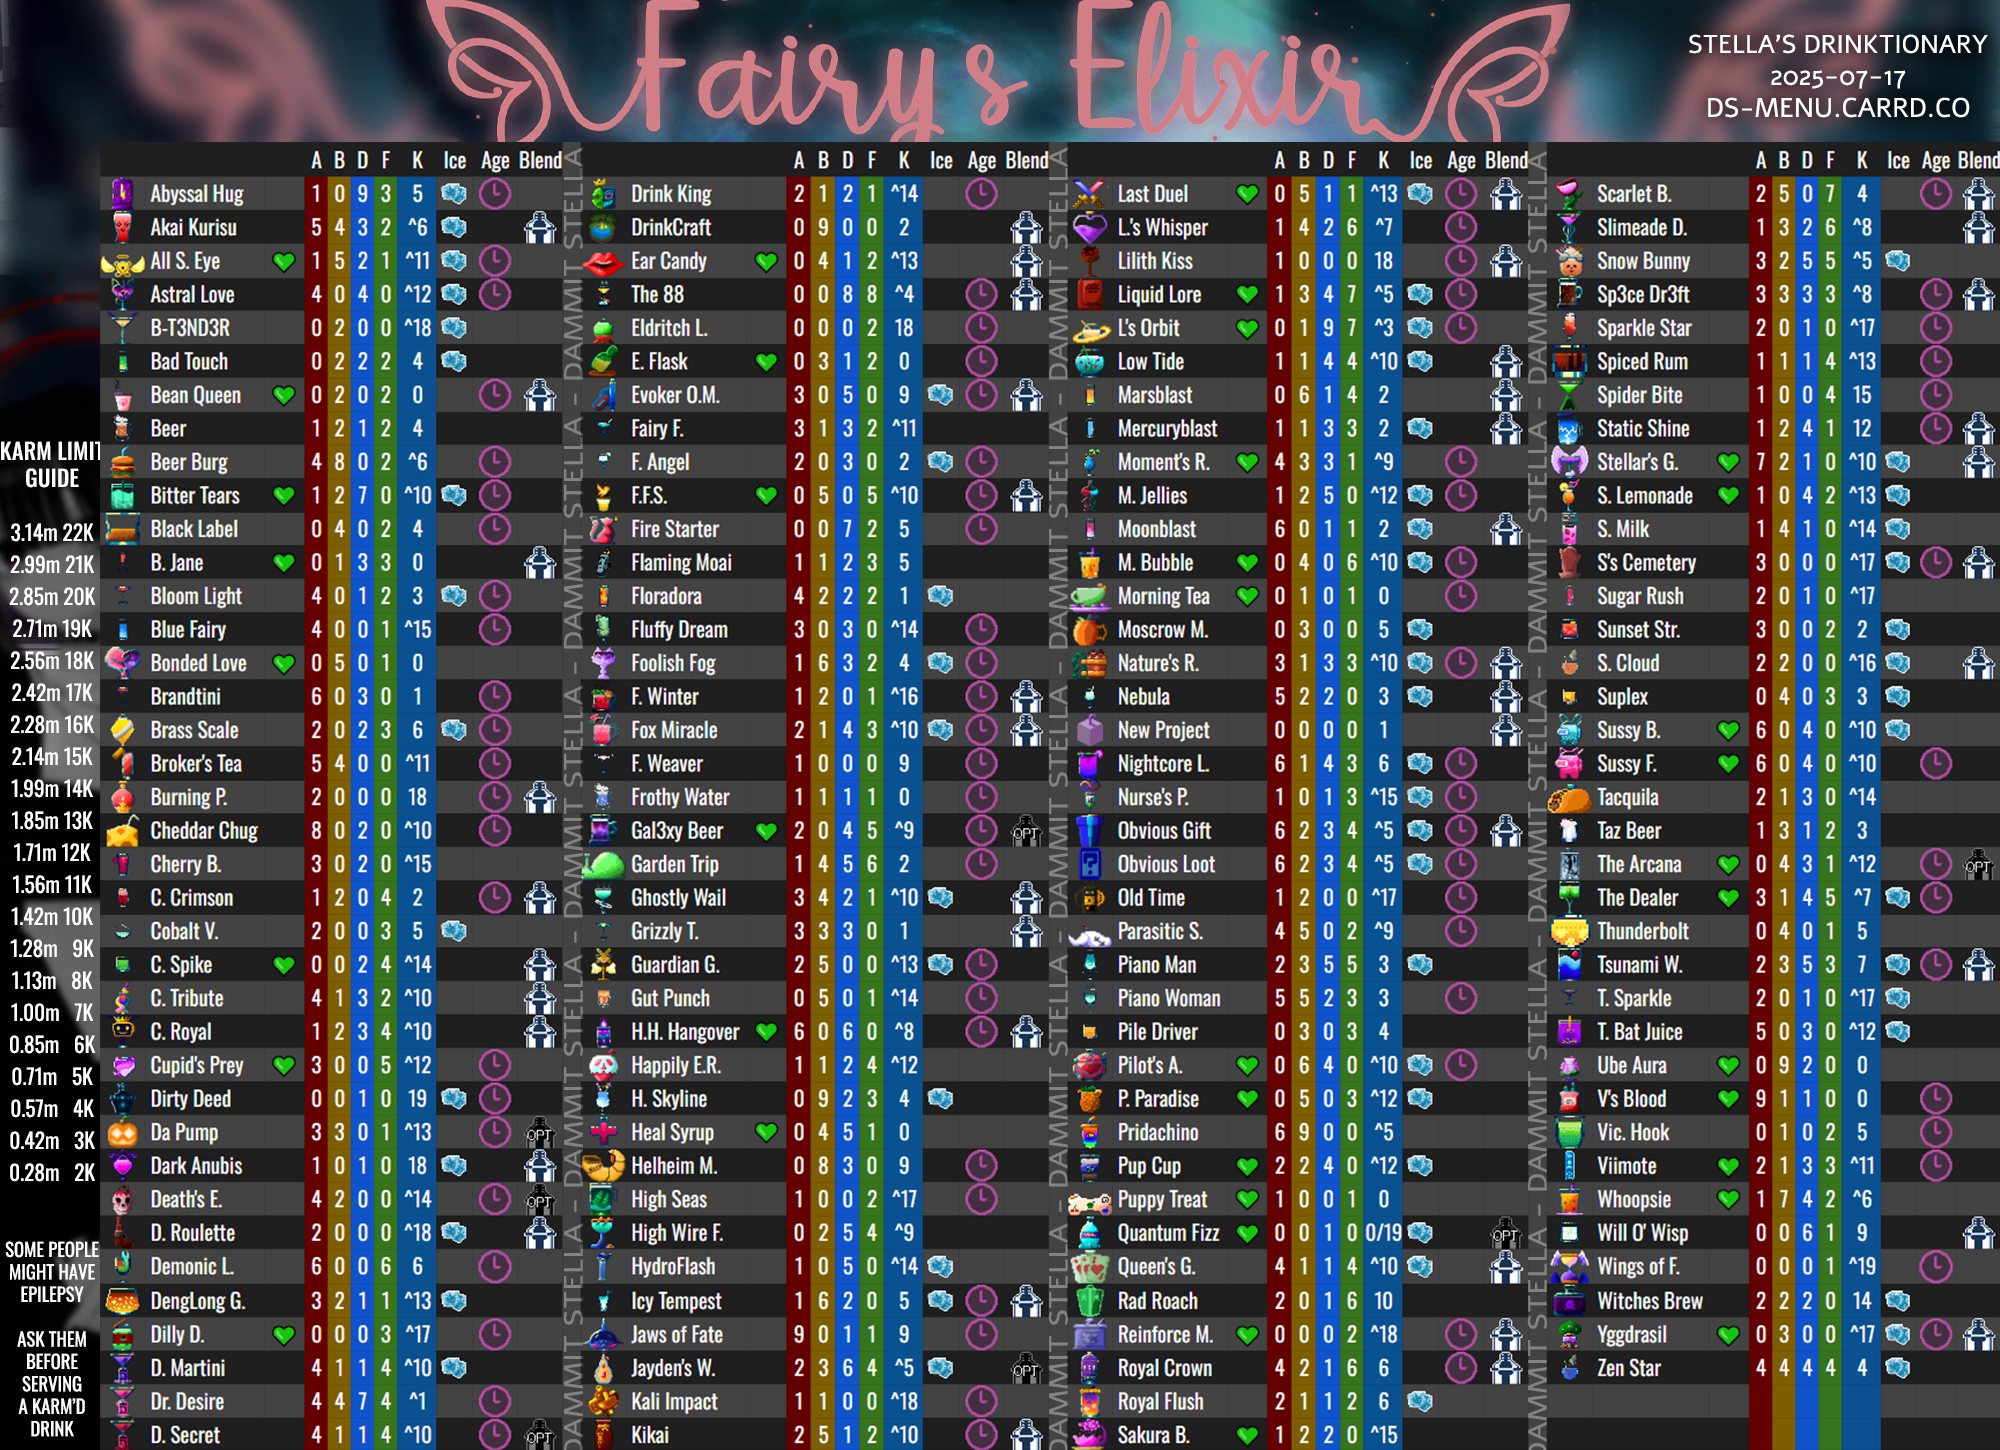 Fairy's Elixir
STELLA'S DRINKTIONARY
2025-07-17
DS-MENU.CARRD.CO
KARM LIMIT
GUIDE
3.14m 22K
2.99m 21K
2.85m 20K
2.71m 19K
2.56m 18K
2.42m 17K
2.28m 16K
2.14m 15K
1.99m 14K
1.85m 13K
1.71m 12K
1.56m 11K
1.42m 10K
1.28m 9K
1.13m 8K
1.00m 7K
0.85m 6K
0.71m 5K
0.57m 4K
0.42m 3K
0.28m 2K
SOME PEOPLE
MIGHT HAVE
EPILEPSY
ASK THEM
BEFORE
SERVING
A KARM'D
DRINK
A B D F K Ice Age Blend
Abyssal Hug 1 0 9 3 5
Akai Kurisu 5 4 3 2 ^6
All S. Eye 1 5 2 1 ^11
Astral Love 4 0 4 0 ^12
B-T3ND3R 0 2 0 0 ^18
Bad Touch 0 2 2 2 4
Bean Queen 0 2 0 2 0
Beer 1 2 1 2 4
Beer Burg 4 8 0 2 ^6
Bitter Tears 1 2 7 0 ^10
Black Label 0 4 0 2 4
B. Jane 0 1 3 3 0
Bloom Light 4 0 1 2 3
Blue Fairy 4 0 0 1 ^15
Bonded Love 0 5 0 1 0
Brandtini 6 0 3 0 1
Brass Scale 2 0 2 3 6
Broker's Tea 5 4 0 0 ^11
Burning P. 2 0 0 0 18
Cheddar Chug 8 0 2 0 ^10
Cherry B. 3 0 2 0 ^15
C. Crimson 1 2 0 4 2
Cobalt V. 2 0 0 3 5
C. Spike 0 0 2 4 ^14
C. Tribute 4 1 3 2 ^10
C. Royal 1 2 3 4 ^10
Cupid's Prey 3 0 0 5 ^12
Dirty Deed 0 0 1 0 19
Da Pump 3 3 0 1 ^13 OPT
Dark Anubis 1 0 1 0 18
Death's E. 4 2 0 0 ^14 OPT
D. Roulette 2 0 0 0 ^18
Demonic L. 6 0 0 6 6
DengLong G. 3 2 1 1 ^13
Dilly D. 0 0 0 3 ^17
D. Martini 4 1 1 4 ^10
Dr. Desire 4 4 7 4 ^1
D. Secret 4 1 1 4 ^10 OPT
DAMMIT STELLA - DAMMIT STELLA - DAMMIT STELLA - DAMMIT STELLA - DAMMIT STELLA - DAMMIT STELLA
A B D F K Ice Age Blend
Drink King 2 1 2 1 ^14
DrinkCraft 0 9 0 0 2
Ear Candy 0 4 1 2 ^13
The 88 0 0 8 8 ^4
Eldritch L. 0 0 0 2 18
E. Flask 0 3 1 2 0
Evoker O.M. 3 0 5 0 9
Fairy F. 3 1 3 2 ^11
F. Angel 2 0 3 0 2
F.F.S. 0 5 0 5 ^10
Fire Starter 0 0 7 2 5
Flaming Moai 1 1 2 3 5
Floradora 4 2 2 2 1
Fluffy Dream 3 0 3 0 ^14
Foolish Fog 1 6 3 2 4
F. Winter 1 2 0 1 ^16
Fox Miracle 2 1 4 3 ^10
F. Weaver 1 0 0 0 9
Frothy Water 1 1 1 1 0
Gal3xy Beer 2 0 4 5 ^9 OPT
Garden Trip 1 4 5 6 2
Ghostly Wail 3 4 2 1 ^10
Grizzly T. 3 3 3 0 1
Guardian G. 2 5 0 0 ^13
Gut Punch 0 5 0 1 ^14
H.H. Hangover 6 0 6 0 ^8
Happily E.R. 1 1 2 4 ^12
H. Skyline 0 9 2 3 4
Heal Syrup 0 4 5 1 0
Helheim M. 0 8 3 0 9
High Seas 1 0 0 2 ^17
High Wire F. 0 2 5 4 ^9
HydroFlash 1 0 5 0 ^14
Icy Tempest 1 6 2 0 5
Jaws of Fate 9 0 1 1 9
Jayden's W. 2 3 6 4 ^5 OPT
Kali Impact 1 1 0 0 ^18
Kikai 2 5 1 2 ^10
DAMMIT STELLA - DAMMIT STELLA - DAMMIT STELLA - DAMMIT STELLA - DAMMIT STELLA - DAMMIT STELLA
A B D F K Ice Age Blend
Last Duel 0 5 1 1 ^13
L.'s Whisper 1 4 2 6 ^7
Lilith Kiss 1 0 0 0 18
Liquid Lore 1 3 4 7 ^5
L's Orbit 0 1 9 7 ^3
Low Tide 1 1 4 4 ^10
Marsblast 0 6 1 4 2
Mercuryblast 1 1 3 3 2
Moment's R. 4 3 3 1 ^9
M. Jellies 1 2 5 0 ^12
Moonblast 6 0 1 1 2
M. Bubble 0 4 0 6 ^10
Morning Tea 0 1 0 1 0
Moscrow M. 0 3 0 0 5
Nature's R. 3 1 3 3 ^10
Nebula 5 2 2 0 3
New Project 0 0 0 0 1
Nightcore L. 6 1 4 3 6
Nurse's P. 1 0 1 3 ^15
Obvious Gift 6 2 3 4 ^5
Obvious Loot 6 2 3 4 ^5
Old Time 1 2 0 0 ^17
Parasitic S. 4 5 0 2 ^9
Piano Man 2 3 5 5 3
Piano Woman 5 5 2 3 3
Pile Driver 0 3 0 3 4
Pilot's A. 0 6 4 0 ^10
P. Paradise 0 5 0 3 ^12
Pridachino 6 9 0 0 ^5
Pup Cup 2 2 4 0 ^12
Puppy Treat 1 0 0 1 0
Quantum Fizz 0 0 1 0 0/19 OPT
Queen's G. 4 1 1 4 ^10
Rad Roach 2 0 1 6 10
Reinforce M. 0 0 0 2 ^18
Royal Crown 4 2 1 6 6
Royal Flush 2 1 1 2 6
Sakura B. 1 2 2 0 ^15
DAMMIT STELLA - DAMMIT STELLA - DAMMIT STELLA - DAMMIT STELLA - DAMMIT STELLA - DAMMIT STELLA
A B D F K Ice Age Blend
Scarlet B. 2 5 0 7 4
Slimeade D. 1 3 2 6 ^8
Snow Bunny 3 2 5 5 ^5
Sp3ce Dr3ft 3 3 3 3 ^8
Sparkle Star 2 0 1 0 ^17
Spiced Rum 1 1 1 4 ^13
Spider Bite 1 0 0 4 15
Static Shine 1 2 4 1 12
Stellar's G. 7 2 1 0 ^10
S. Lemonade 1 0 4 2 ^13
S. Milk 1 4 1 0 ^14
S's Cemetery 3 0 0 0 ^17
Sugar Rush 2 0 1 0 ^17
Sunset Str. 3 0 0 2 2
S. Cloud 2 2 0 0 ^16
Suplex 0 4 0 3 3
Sussy B. 6 0 4 0 ^10
Sussy F. 6 0 4 0 ^10
Tacquila 2 1 3 0 ^14
Taz Beer 1 3 1 2 3
The Arcana 0 4 3 1 ^12 OPT
The Dealer 3 1 4 5 ^7
Thunderbolt 0 4 0 1 5
Tsunami W. 2 3 5 3 7
T. Sparkle 2 0 1 0 ^17
T. Bat Juice 5 0 3 0 ^12
Ube Aura 0 9 2 0 0
V's Blood 9 1 1 0 0
Vic. Hook 0 1 0 2 5
Viimote 2 1 3 3 ^11
Whoopsie 1 7 4 2 ^6
Will O' Wisp 0 0 6 1 9
Wings of F. 0 0 0 1 ^19
Witches Brew 2 2 2 0 14
Yggdrasil 0 3 0 0 ^17
Zen Star 4 4 4 4 4